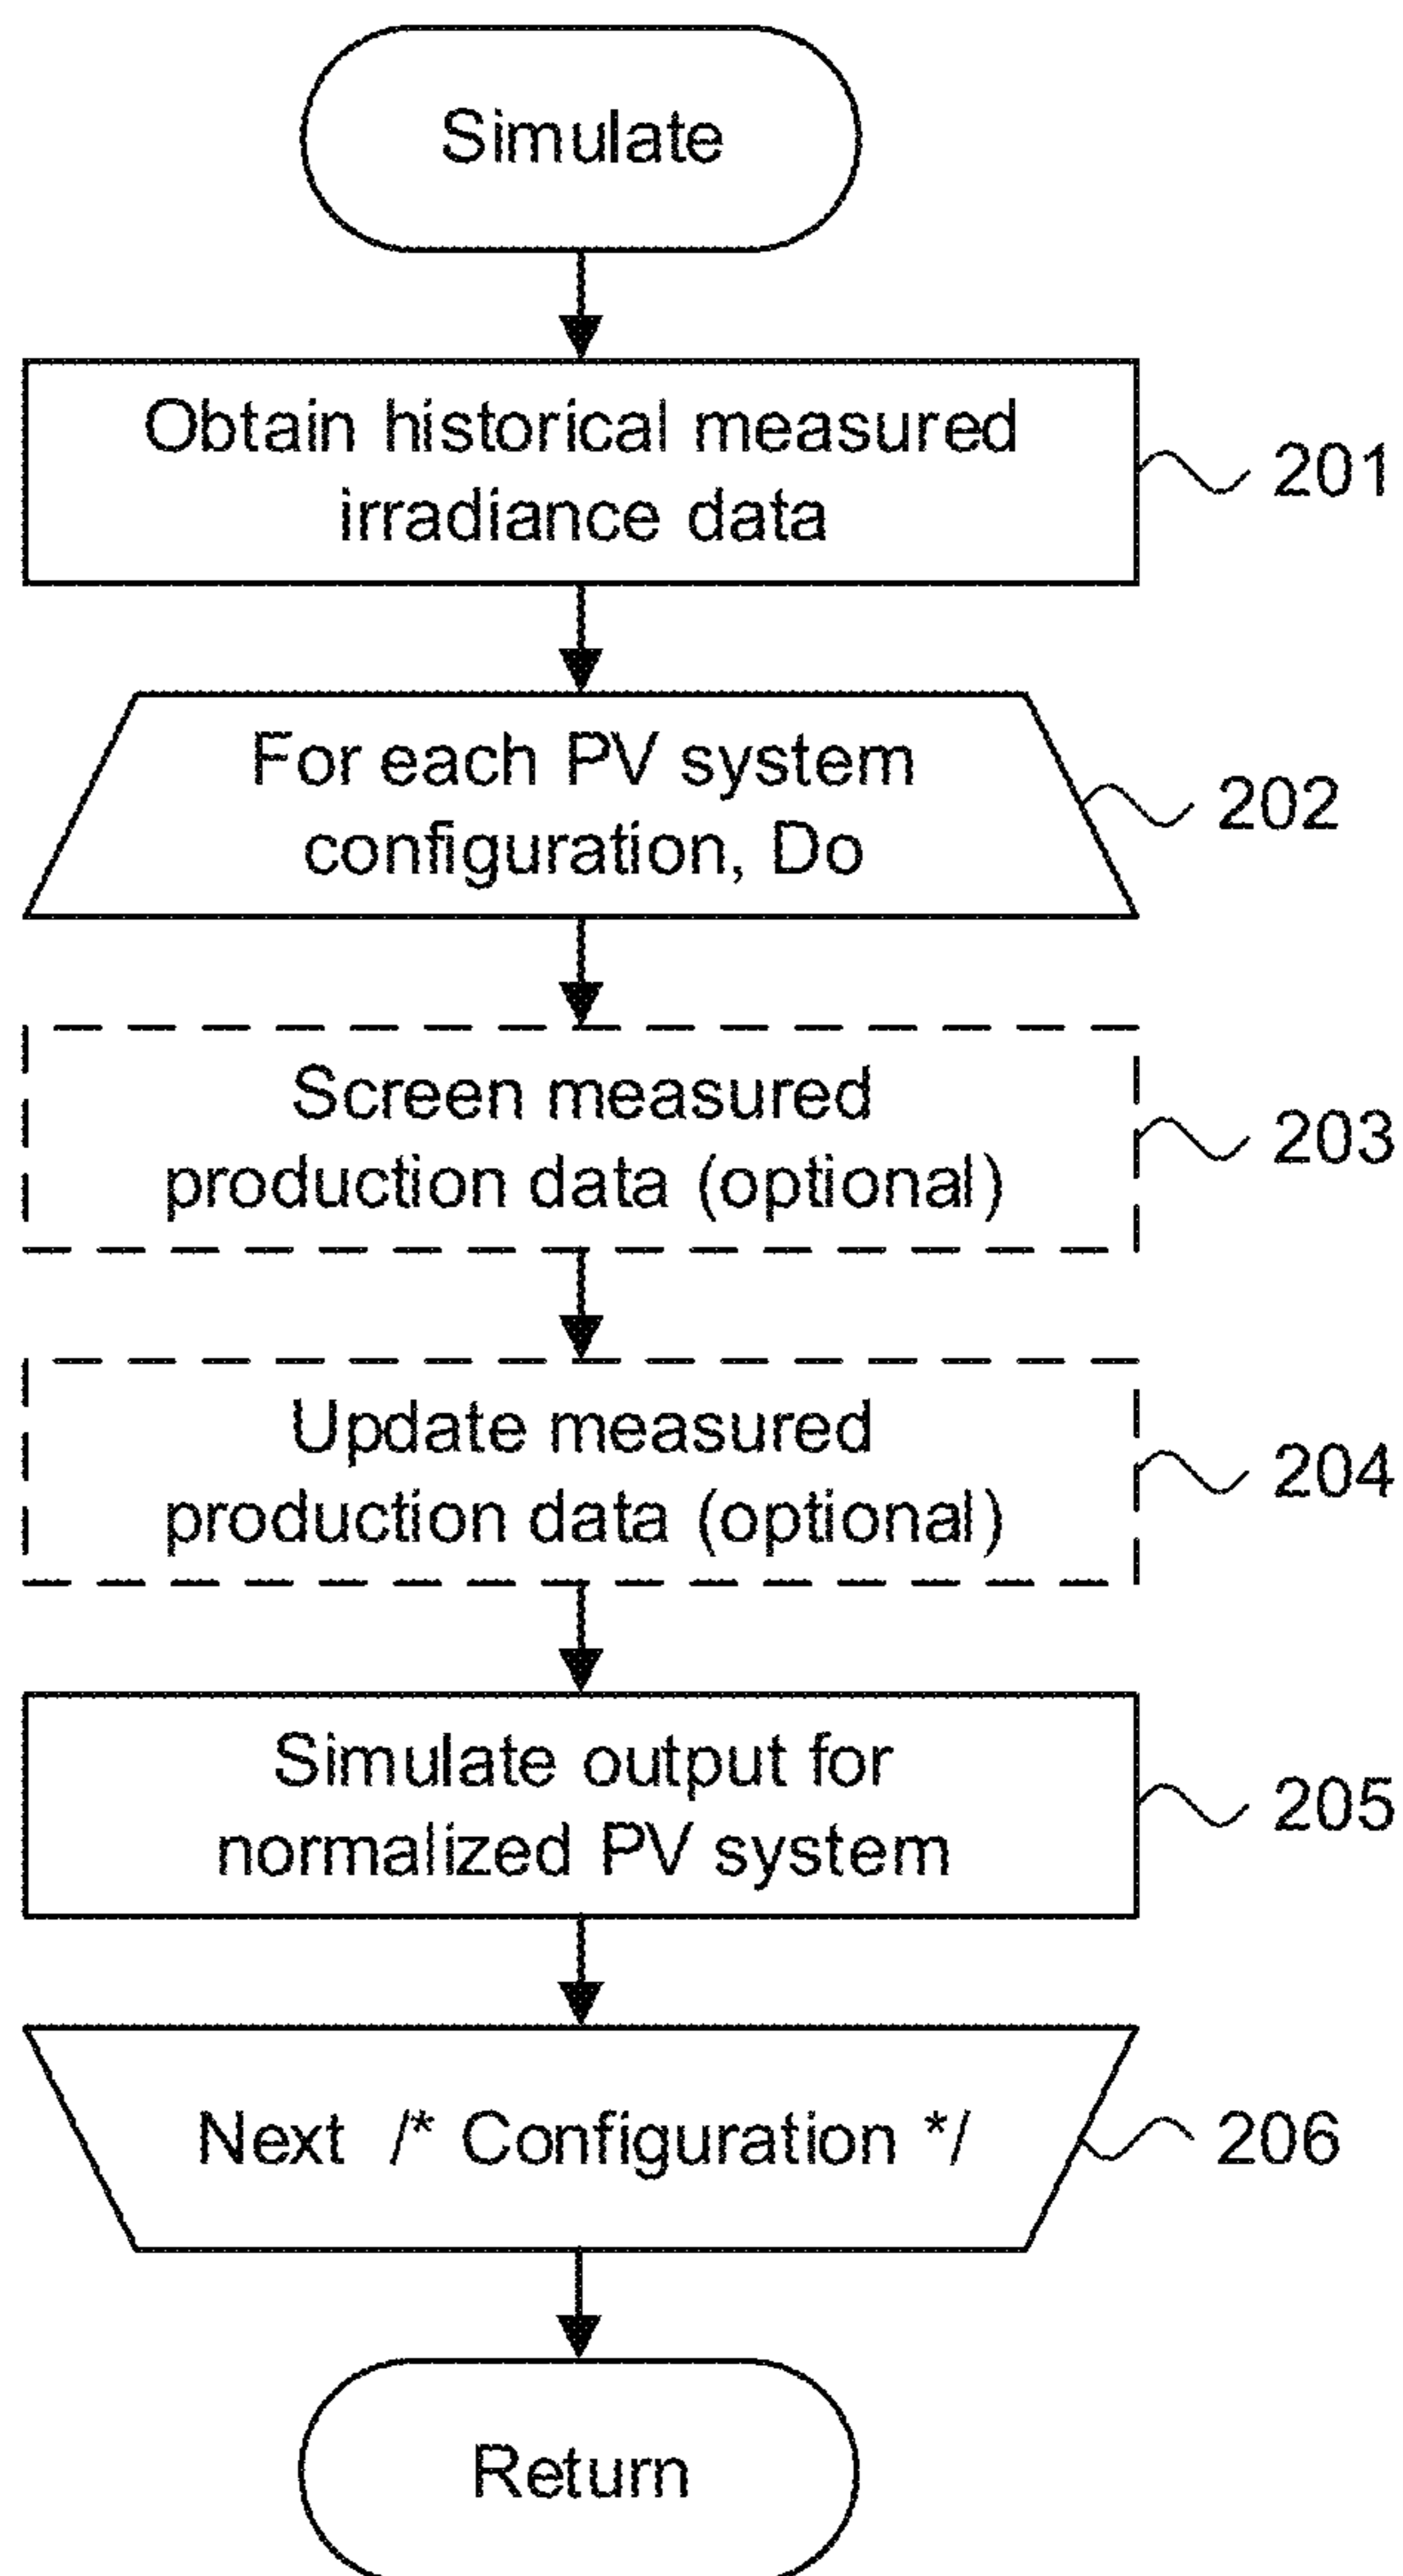 Simulate
Obtain historical measured
irradiance data
201
For each PV system
configuration, Do
202
Screen measured
production data (optional)
203
Update measured
production data (optional)
204
Simulate output for
normalized PV system
205
Next /* Configuration */
206
Return